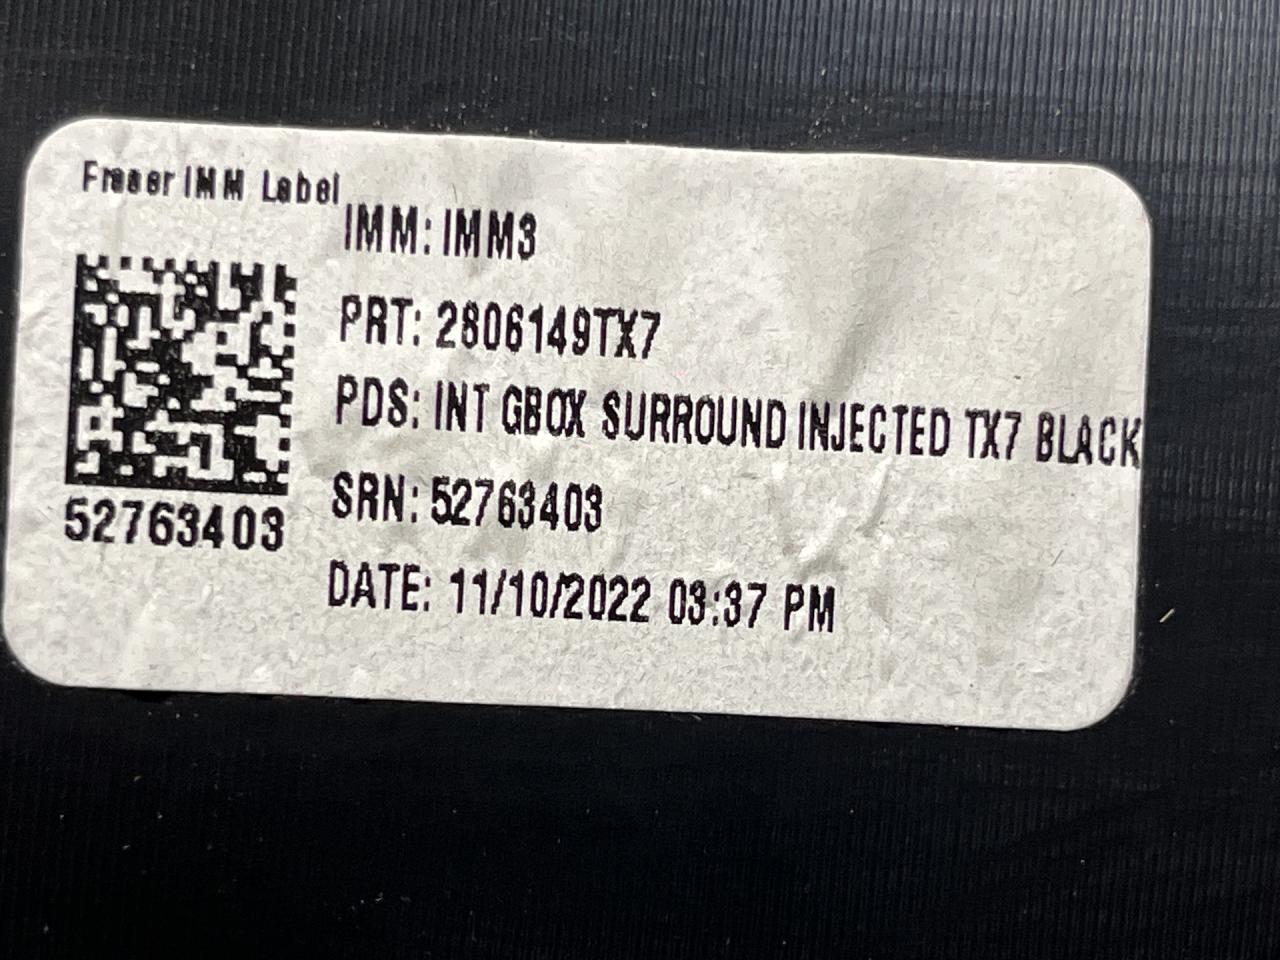 Fraser IMM Label
IMM: IMM3
PRT: 2806149TX7
PDS: INT GBOX SURROUND INJECTED TX7 BLACK
SRN: 52763403
52763403
DATE: 11/10/2022 03:37 PM